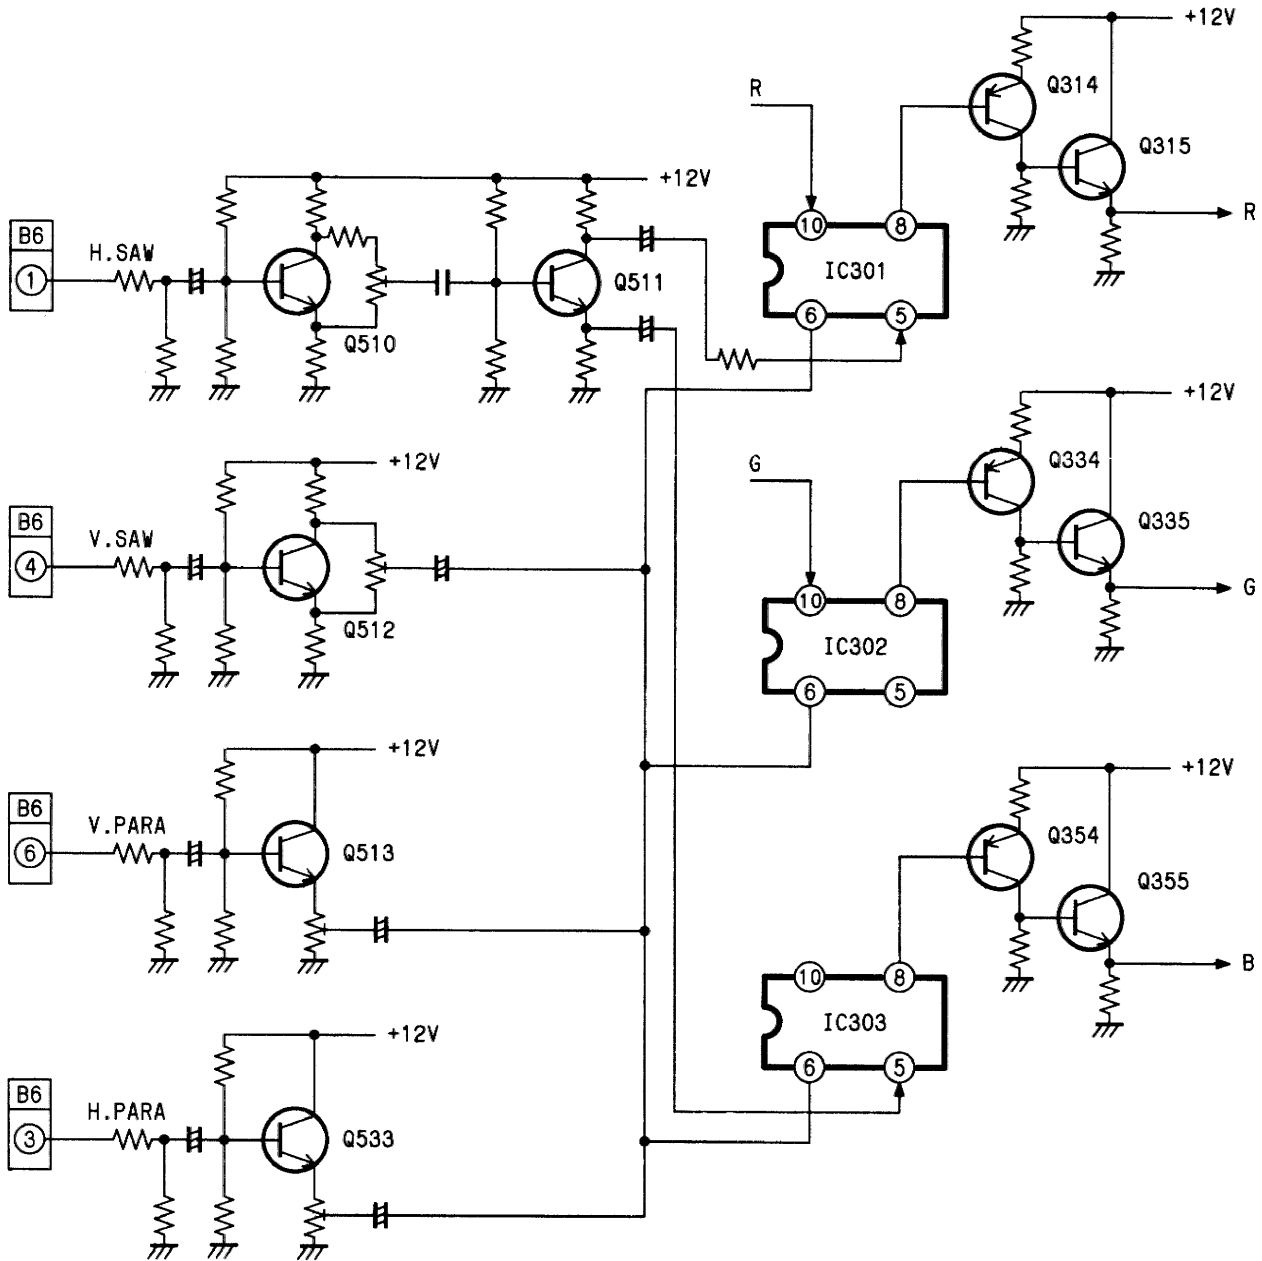 +12V
Q314
R
Q315
+12V
R
B6
1
H.SAW
Q510
Q511
10
8
IC301
6
5
+12V
+12V
Q334
G
Q335
G
B6
4
V.SAW
Q512
10
8
IC302
6
5
+12V
B6
6
V.PARA
Q513
+12V
Q354
Q355
B
10
8
IC303
6
5
+12V
B6
3
H.PARA
Q533